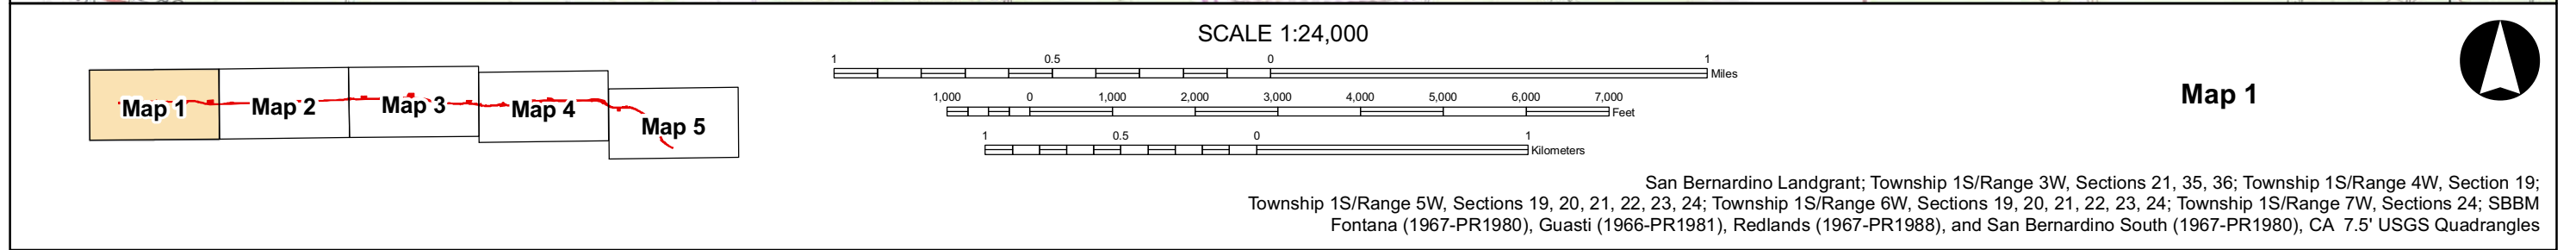 SCALE 1:24,000
1 0.5 0 1
Miles
1,000 0 1,000 2,000 3,000 4,000 5,000 6,000 7,000
Feet
1 0.5 0 1
Kilometers
Map 1 Map 2 Map 3 Map 4 Map 5
Map 1
San Bernardino Landgrant; Township 1S/Range 3W, Sections 21, 35, 36; Township 1S/Range 4W, Section 19;
Township 1S/Range 5W, Sections 19, 20, 21, 22, 23, 24; Township 1S/Range 6W, Sections 19, 20, 21, 22, 23, 24; Township 1S/Range 7W, Sections 24; SBBM
Fontana (1967-PR1980), Guasti (1966-PR1981), Redlands (1967-PR1988), and San Bernardino South (1967-PR1980), CA 7.5' USGS Quadrangles